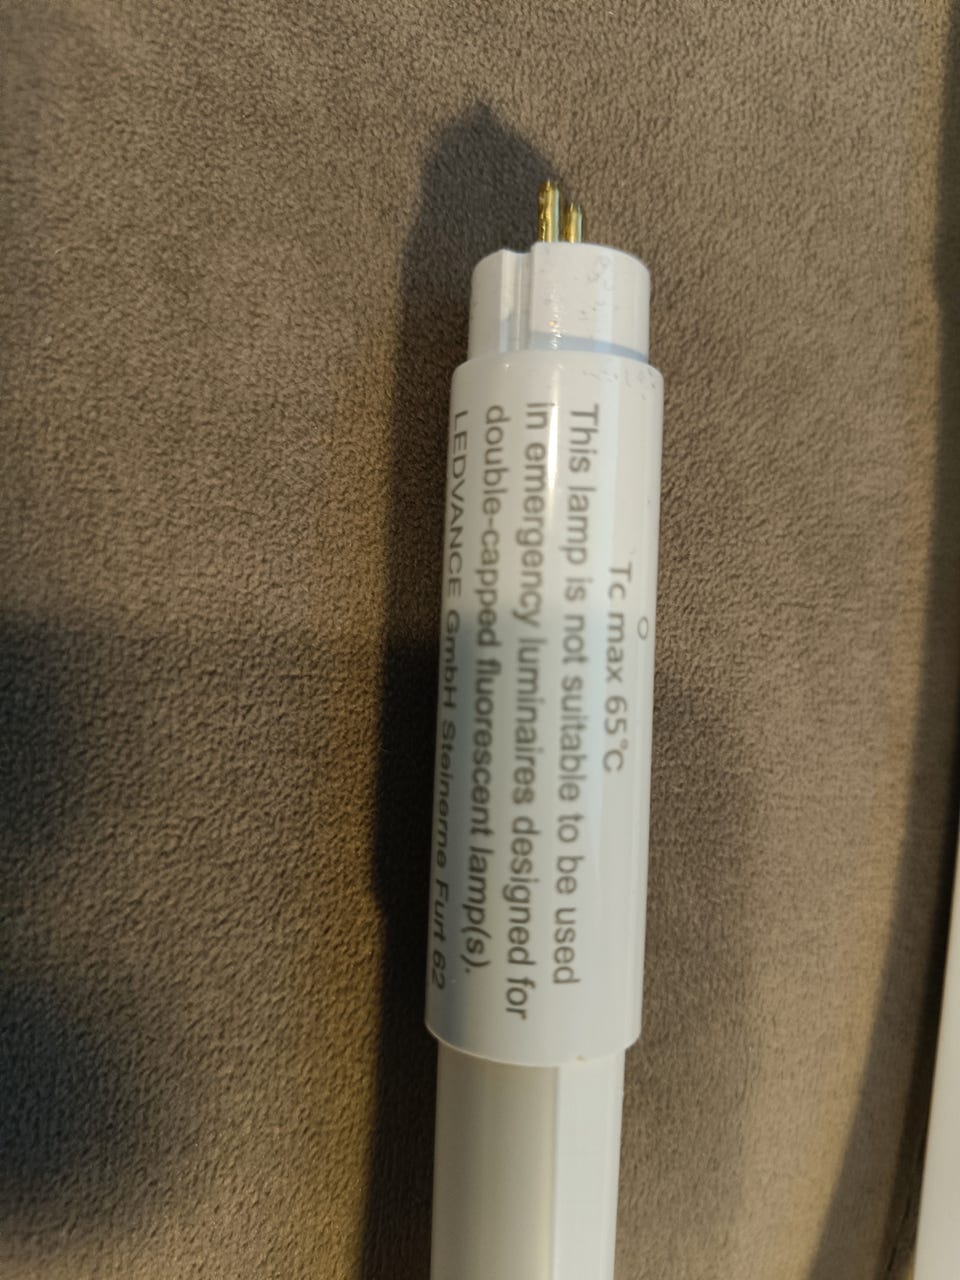 Tc max 65°C
This lamp is not suitable to be used
in emergency luminaires designed for
double-capped fluorescent lamp(s).
LEDVANCE GmbH Steinerne Furt 62